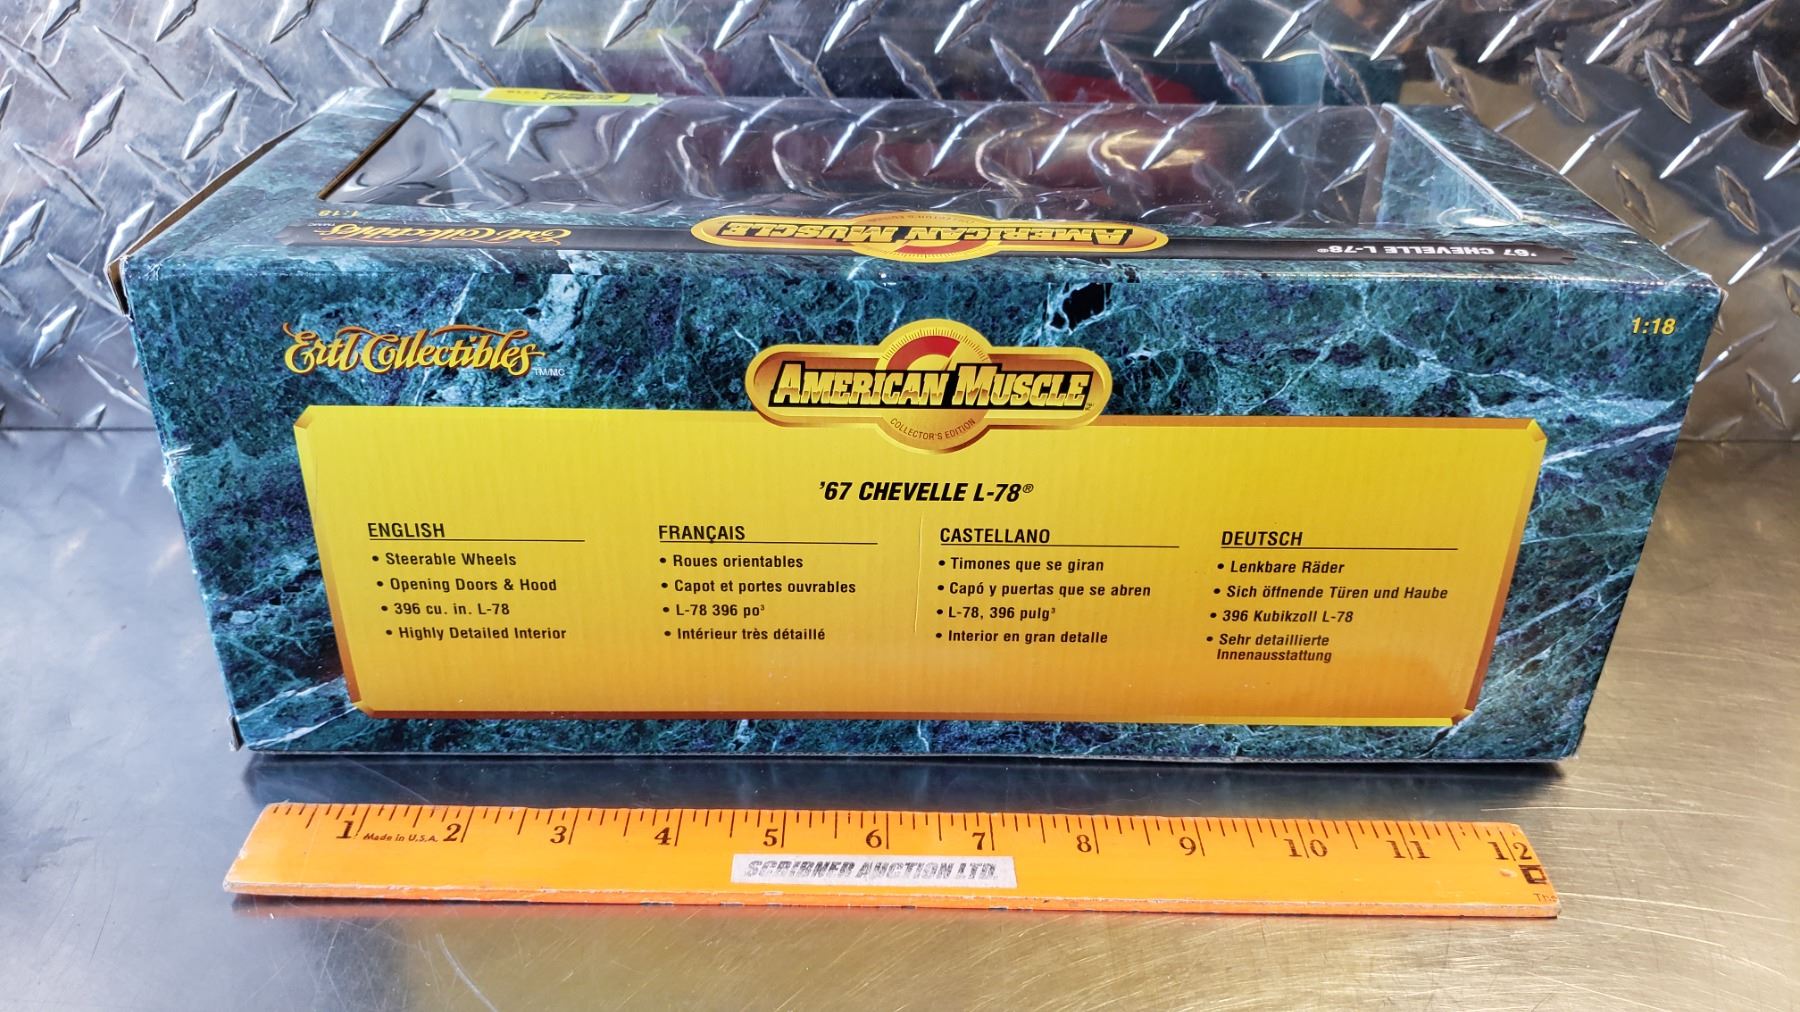 1:18
Ertl Collectibles TM/MC
AMERICAN MUSCLE
COLLECTOR'S EDITION
'67 CHEVELLE L-78®
Ertl Collectibles TM/MC
1:18
AMERICAN MUSCLE
COLLECTOR'S EDITION
'67 CHEVELLE L-78®
ENGLISH
• Steerable Wheels
• Opening Doors & Hood
• 396 cu. in. L-78
• Highly Detailed Interior
FRANÇAIS
• Roues orientables
• Capot et portes ouvrables
• L-78 396 po³
• Intérieur très détaillé
CASTELLANO
• Timones que se giran
• Capó y puertas que se abren
• L-78, 396 pulg³
• Interior en gran detalle
DEUTSCH
• Lenkbare Räder
• Sich öffnende Türen und Haube
• 396 Kubikzoll L-78
• Sehr detaillierte
Innenausstattung
1 Made in U.S.A. 2 3 4 5 6 7 8 9 10 11 12
SCRIBNER AUCTION LTD.